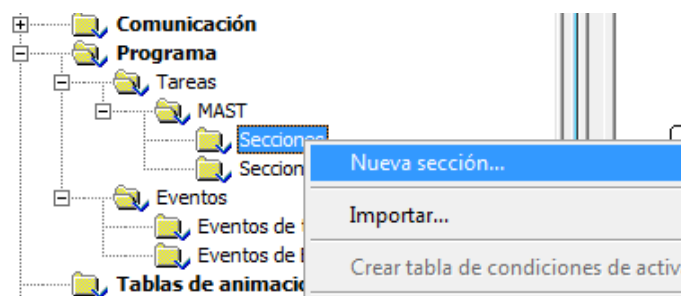 Comunicación
Programa
Tareas
MAST
Secciones
Seccion
Nueva sección...
Eventos
Importar...
Eventos de
Eventos de
Crear tabla de condiciones de activ
Tablas de animació